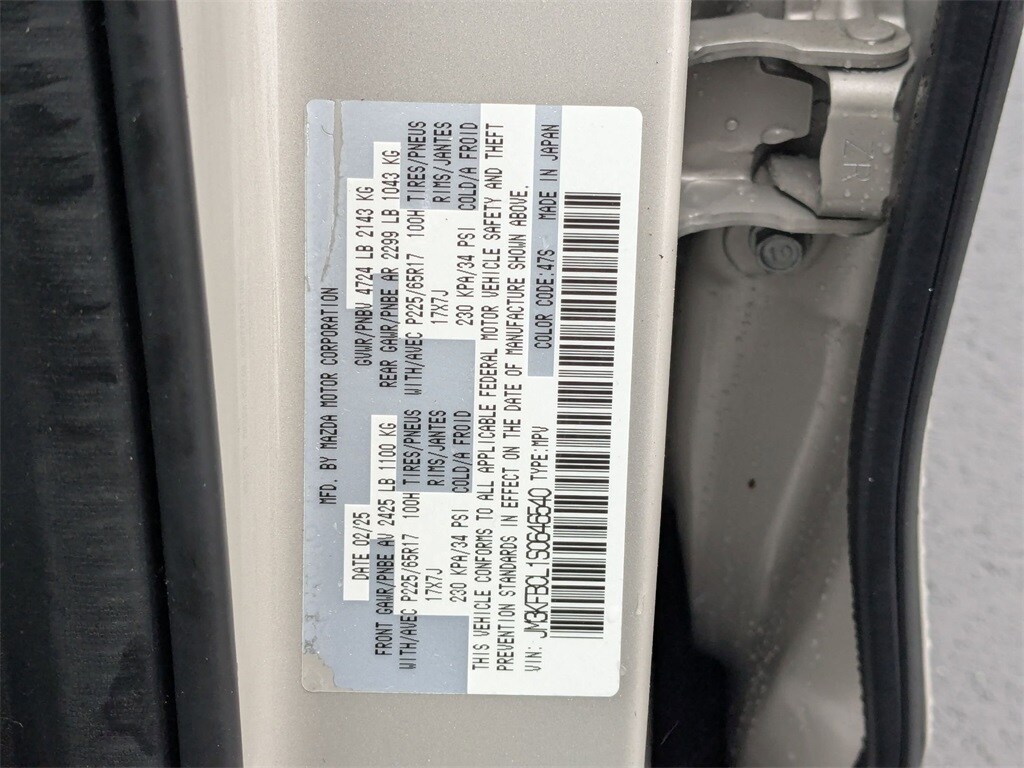 MFD. BY MAZDA MOTOR CORPORATION
DATE 02/25 GVWR/PNBV 4724 LB 2143 KG
FRONT GAWR/PNBE AV 2425 LB 1100 KG REAR GAWR/PNBE AR 2299 LB 1043 KG
WITH/AVEC P225/65R17 100H TIRES/PNEUS WITH/AVEC P225/65R17 100H TIRES/PNEUS
17X7J RIMS/JANTES 17X7J RIMS/JANTES
230 KPA/34 PSI COLD/A FROID 230 KPA/34 PSI COLD/A FROID
THIS VEHICLE CONFORMS TO ALL APPLICABLE FEDERAL MOTOR VEHICLE SAFETY AND THEFT
PREVENTION STANDARDS IN EFFECT ON THE DATE OF MANUFACTURE SHOWN ABOVE.
VIN: JM3KFBCL1S0646540 TYPE:MPV COLOR CODE:47S MADE IN JAPAN
ZR